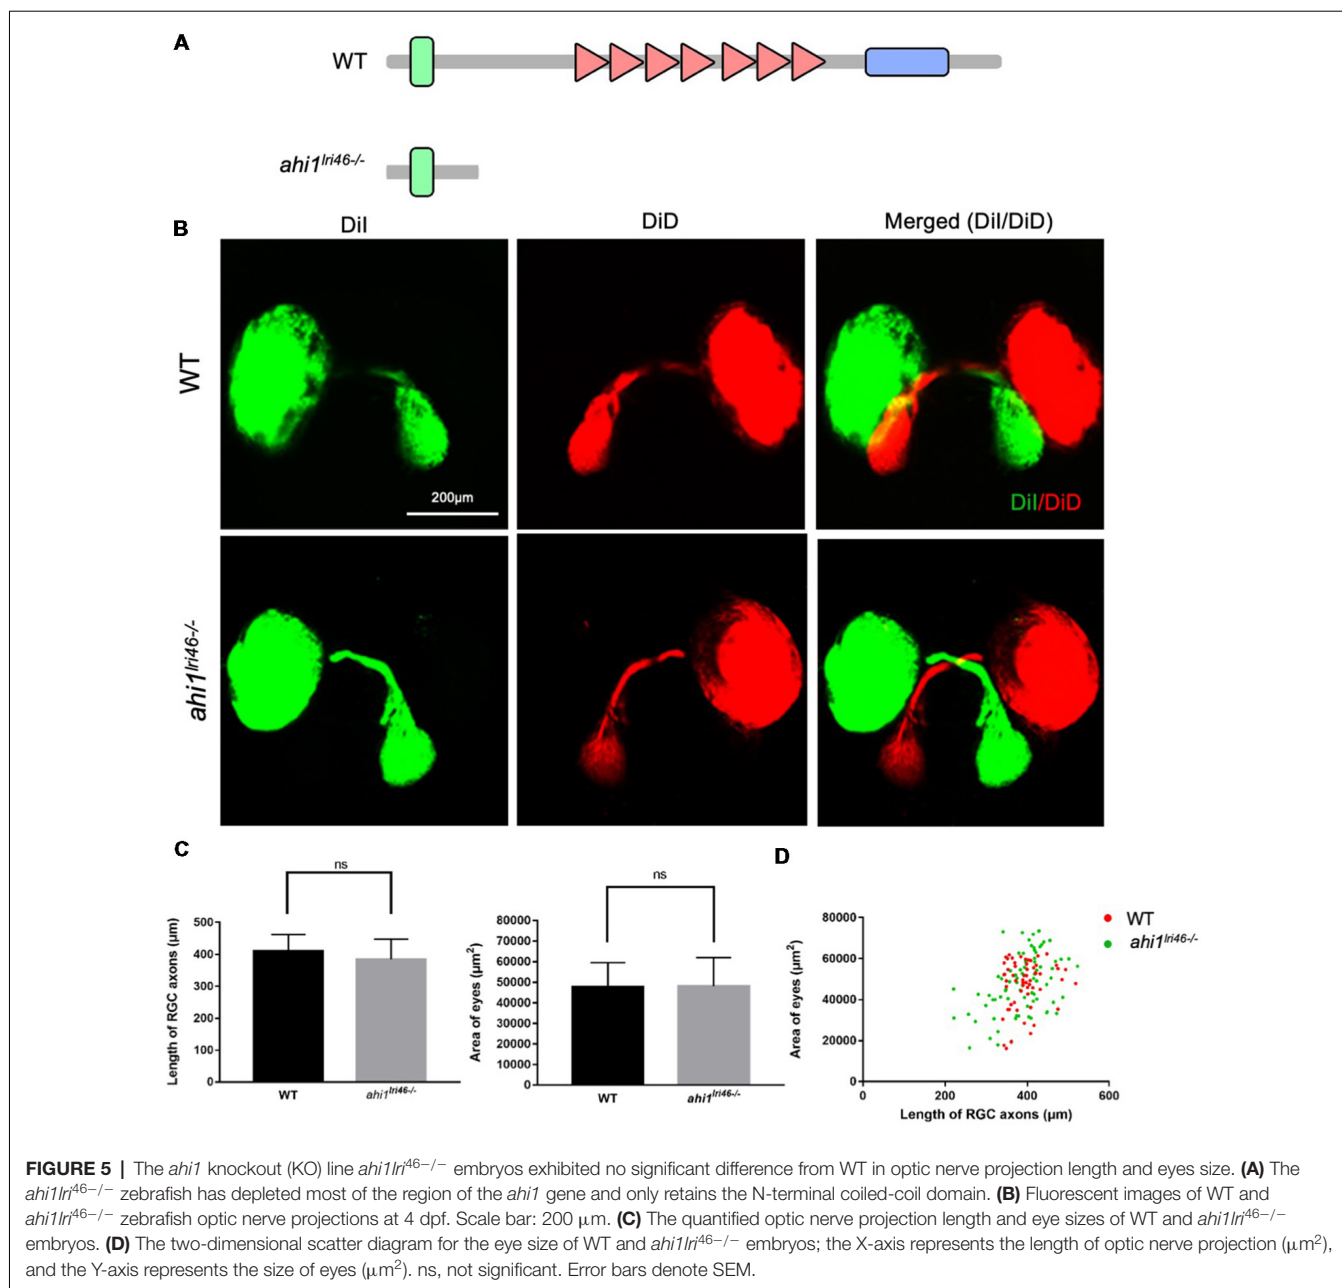 A
WT
ahi1lri46-/-
B
DiI
DiD
Merged (DiI/DiD)
WT
200μm
DiI/DiD
ahi1lri46-/-
C
ns
Length of RGC axons (μm)
500
400
300
200
100
0
WT
ahi1lri46-/-
ns
Area of eyes (μm2)
80000
70000
60000
50000
40000
30000
20000
10000
0
WT
ahi1lri46-/-
D
WT
ahi1lri46-/-
Area of eyes (μm2)
80000
60000
40000
20000
0
0 200 400 600
Length of RGC axons (μm)
FIGURE 5 | The ahi1 knockout (KO) line ahi1lri46−/− embryos exhibited no significant difference from WT in optic nerve projection length and eyes size. (A) The
ahi1lri46−/− zebrafish has depleted most of the region of the ahi1 gene and only retains the N-terminal coiled-coil domain. (B) Fluorescent images of WT and
ahi1lri46−/− zebrafish optic nerve projections at 4 dpf. Scale bar: 200 μm. (C) The quantified optic nerve projection length and eye sizes of WT and ahi1lri46−/−
embryos. (D) The two-dimensional scatter diagram for the eye size of WT and ahi1lri46−/− embryos; the X-axis represents the length of optic nerve projection (μm2),
and the Y-axis represents the size of eyes (μm2). ns, not significant. Error bars denote SEM.